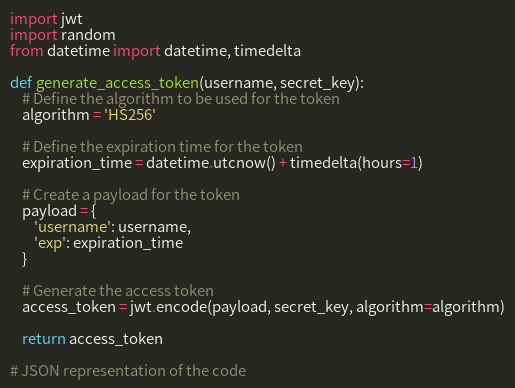 import jwt
import random
from datetime import datetime, timedelta

def generate_access_token(username, secret_key):
    # Define the algorithm to be used for the token
    algorithm = 'HS256'

    # Define the expiration time for the token
    expiration_time = datetime.utcnow() + timedelta(hours=1)

    # Create a payload for the token
    payload = {
        'username': username,
        'exp': expiration_time
    }

    # Generate the access token
    access_token = jwt.encode(payload, secret_key, algorithm=algorithm)

    return access_token

# JSON representation of the code